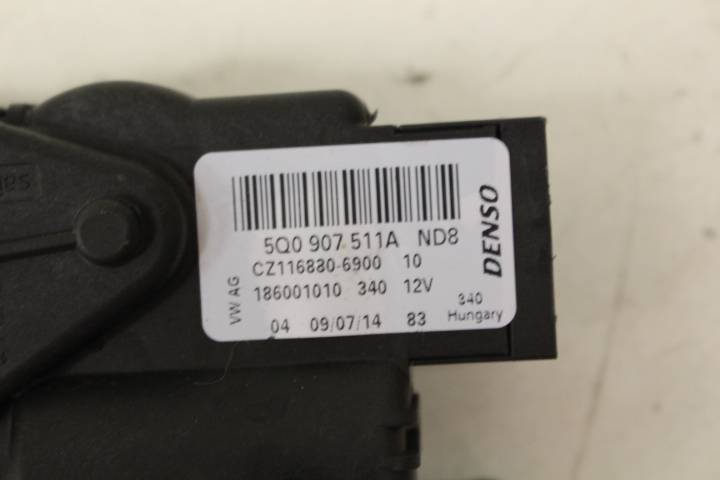 5Q0 907 511A ND8
CZ116880-6900 10
186001010 340 12V
04 09/07/14 83
VW AG
DENSO
340
Hungary